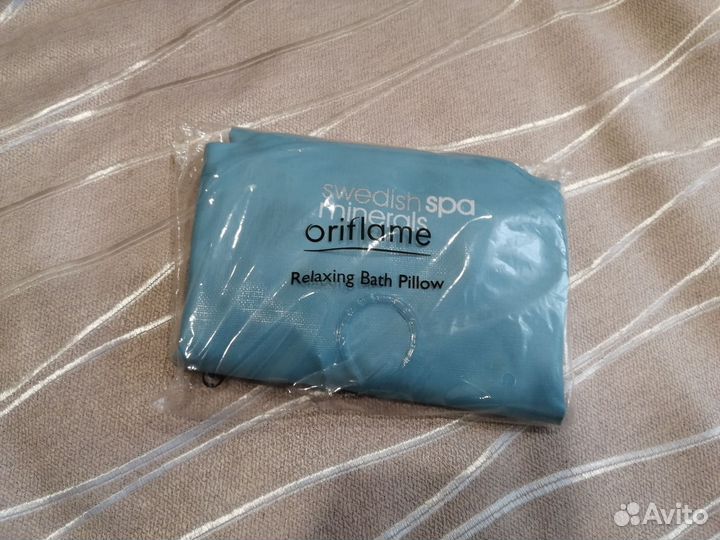 swedish spa
minerals
oriflame
Relaxing Bath Pillow
Avito